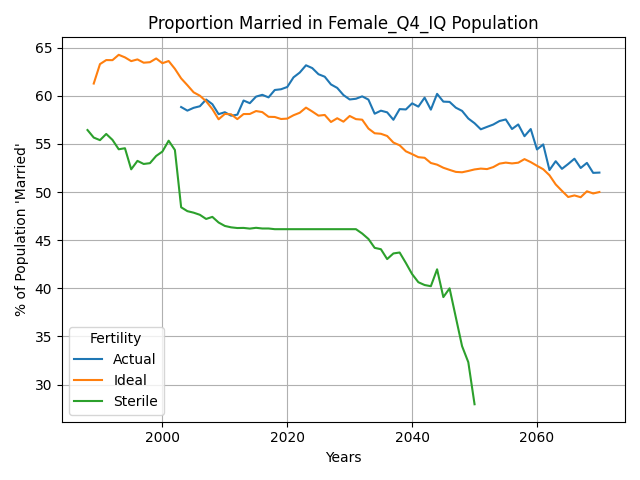 Proportion Married in Female_Q4_IQ Population
% of Population 'Married'
65
60
55
50
45
40
35
30
Fertility
Actual
Ideal
Sterile
2000
2020
2040
2060
Years